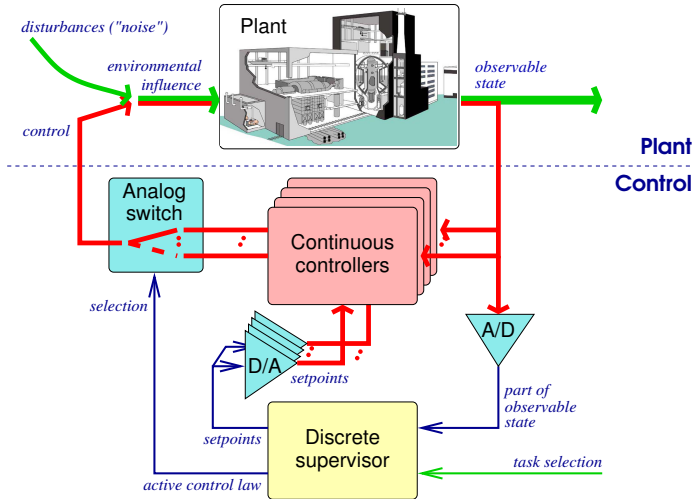 disturbances ("noise")
Plant
environmental
influence
observable
state
control
Plant
Control
Analog
switch
Continuous
controllers
selection
A/D
D/A
setpoints
part of
observable
state
setpoints
Discrete
supervisor
task selection
active control law